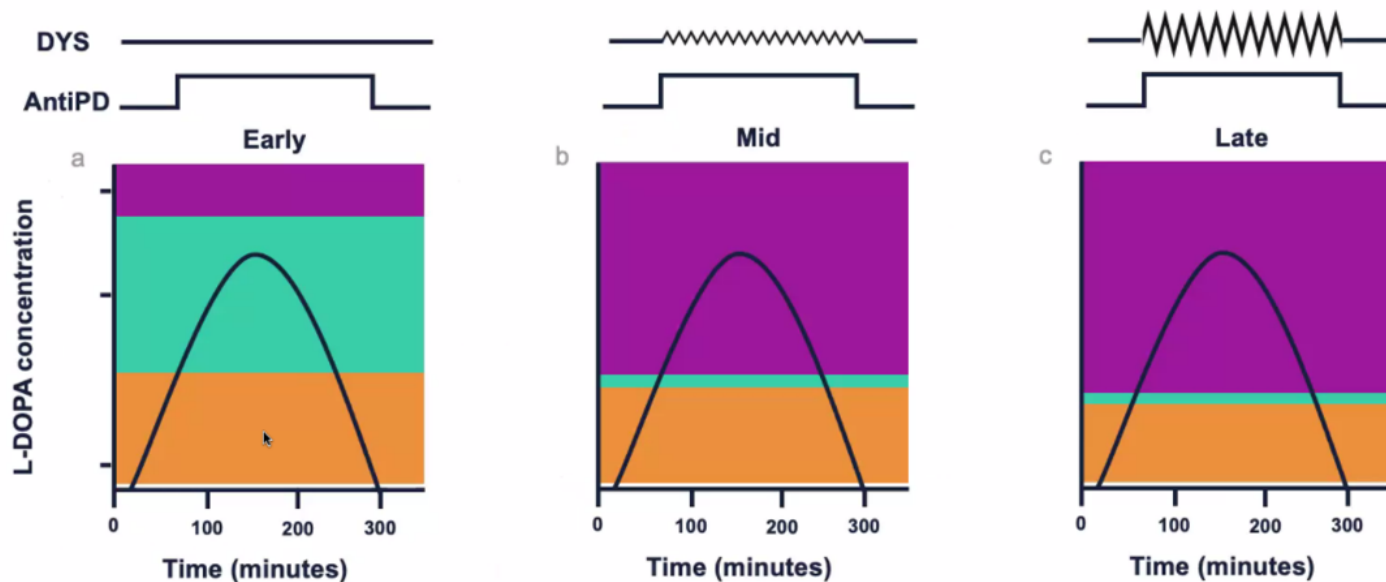 DYS
AntiPD
Early
Mid
Late
a
b
c
L-DOPA concentration
0 100 200 300
0 100 200 300
0 100 200 300
Time (minutes)
Time (minutes)
Time (minutes)